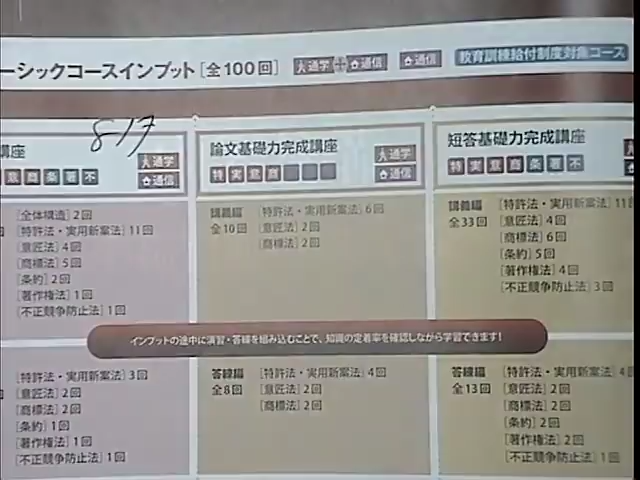 ーシックコースインプット[全100回] 通学+通信 通信 教育訓練給付制度対象コース
817
講座
通学
意商条著不
通信
論文基礎力完成講座
通学
特実意商
通信
短答基礎力完成講座
特実意商条著不
[全体構造]2回
[特許法・実用新案法]11回
[意匠法]4回
[商標法]5回
[条約]2回
[著作権法]1回
[不正競争防止法]1回
講義編 [特許法・実用新案法]6回
全10回 [意匠法]2回
[商標法]2回
講義編 [特許法・実用新案法]11回
全33回 [意匠法]4回
[商標法]6回
[条約]5回
[著作権法]4回
[不正競争防止法]3回
インプットの途中に演習・答練を組み込むことで、知識の定着率を確認しながら学習できます!
[特許法・実用新案法]3回
[意匠法]2回
[商標法]2回
[条約]1回
[著作権法]1回
[不正競争防止法]1回
答練編 [特許法・実用新案法]4回
全8回 [意匠法]2回
[商標法]2回
答練編 [特許法・実用新案法]4回
全13回 [意匠法]2回
[商標法]2回
[条約]2回
[著作権法]2回
[不正競争防止法]1回